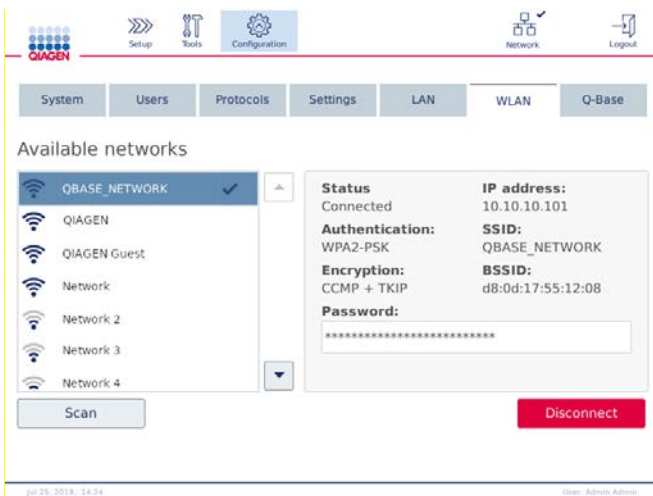 QIAGEN
Setup
Tools
Configuration
Network
Logout
System Users Protocols Settings LAN WLAN Q-Base
Available networks
QBASE_NETWORK
QIAGEN
QIAGEN Guest
Network
Network 2
Network 3
Network 4
Status
Connected
Authentication:
WPA2-PSK
Encryption:
CCMP + TKIP
IP address:
10.10.10.101
SSID:
QBASE_NETWORK
BSSID:
d8:0d:17:55:12:08
Password:
**************************
Scan
Disconnect
Jul 25, 2019, 14:34
User: Admin Admin